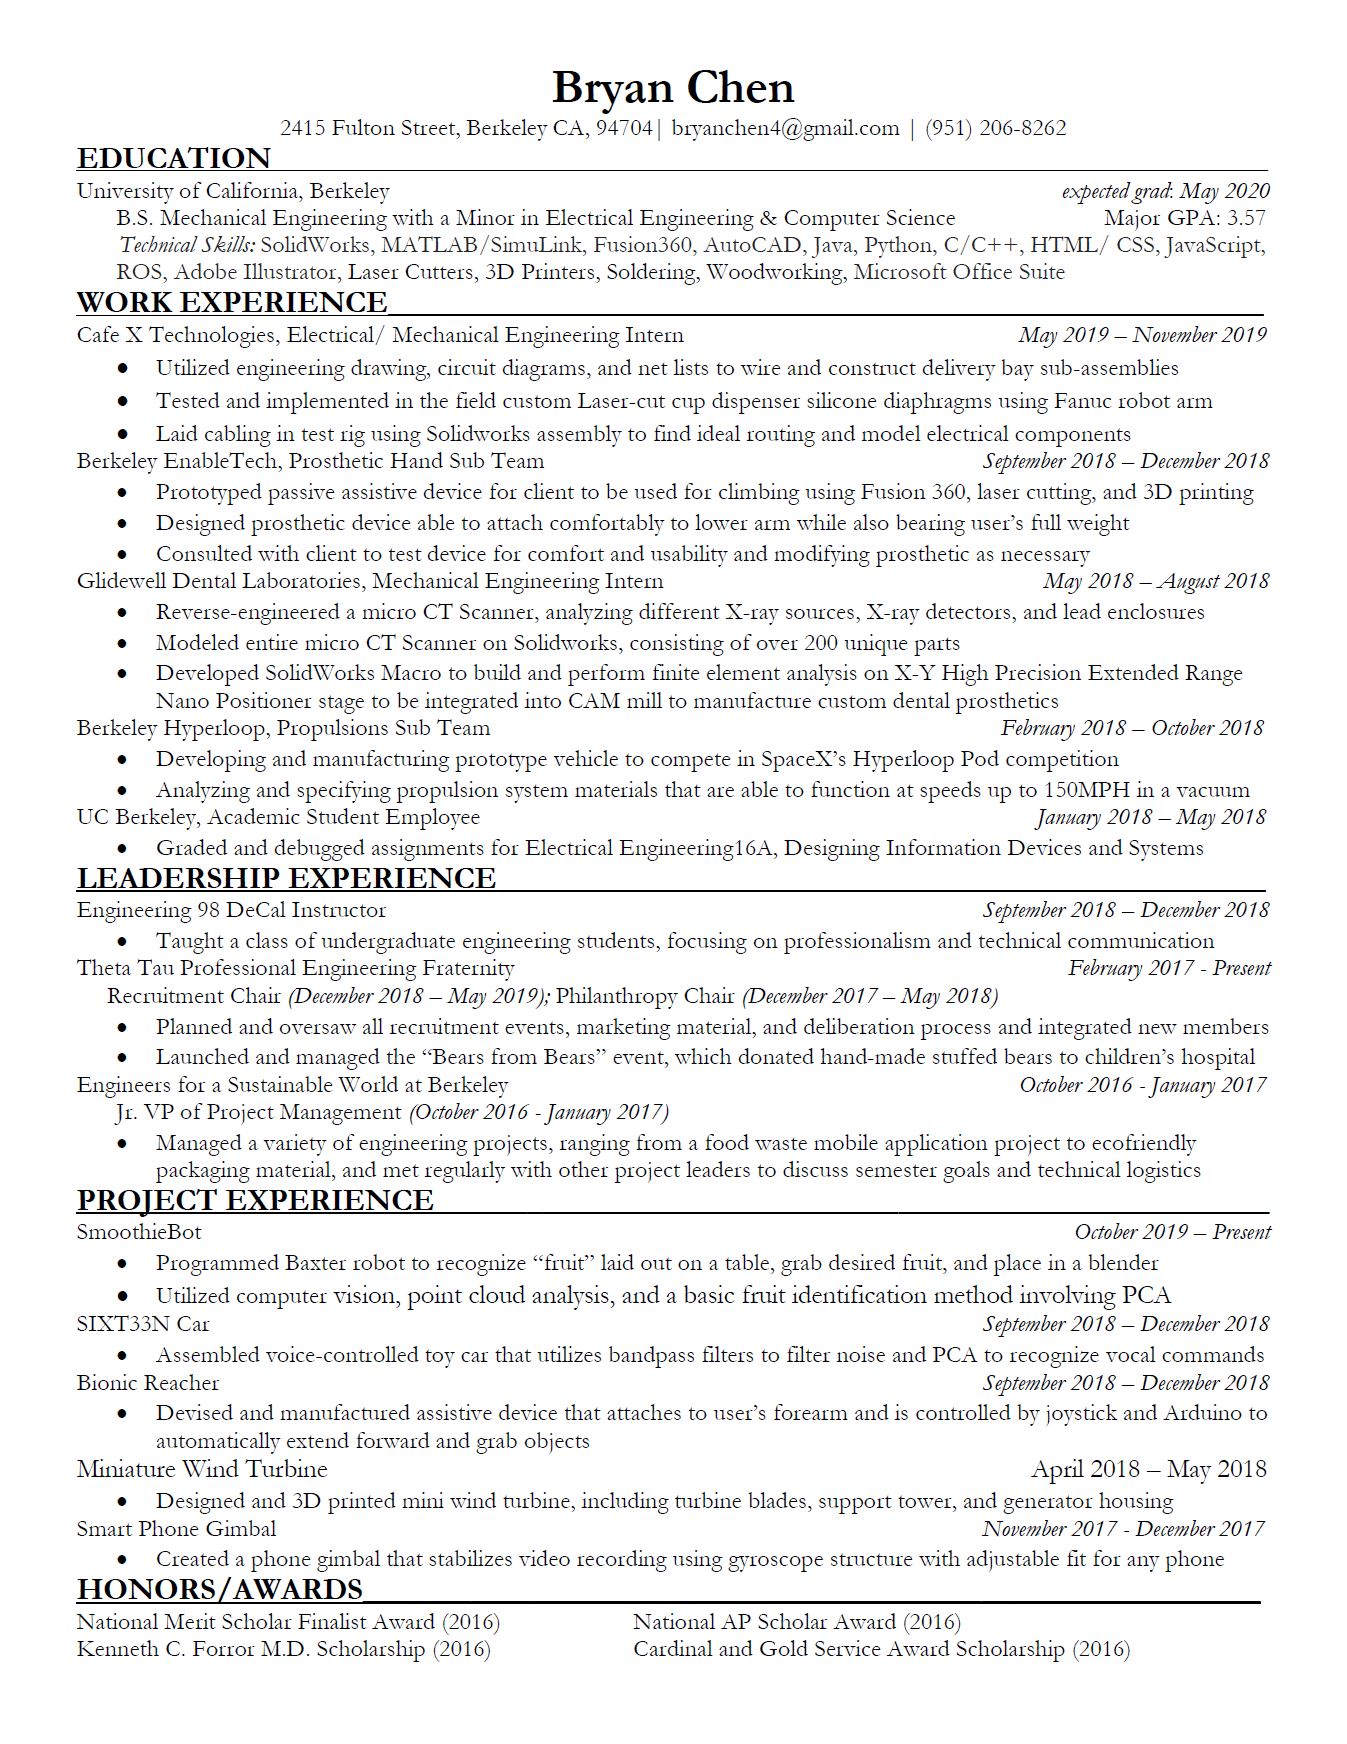 Bryan Chen
2415 Fulton Street, Berkeley CA, 94704| bryanchen4@gmail.com | (951) 206-8262
EDUCATION
University of California, Berkeley expected grad: May 2020
B.S. Mechanical Engineering with a Minor in Electrical Engineering & Computer Science Major GPA: 3.57
Technical Skills: SolidWorks, MATLAB/SimuLink, Fusion360, AutoCAD, Java, Python, C/C++, HTML/ CSS, JavaScript,
ROS, Adobe Illustrator, Laser Cutters, 3D Printers, Soldering, Woodworking, Microsoft Office Suite
WORK EXPERIENCE
Cafe X Technologies, Electrical/ Mechanical Engineering Intern May 2019 – November 2019
● Utilized engineering drawing, circuit diagrams, and net lists to wire and construct delivery bay sub-assemblies
● Tested and implemented in the field custom Laser-cut cup dispenser silicone diaphragms using Fanuc robot arm
● Laid cabling in test rig using Solidworks assembly to find ideal routing and model electrical components
Berkeley EnableTech, Prosthetic Hand Sub Team September 2018 – December 2018
● Prototyped passive assistive device for client to be used for climbing using Fusion 360, laser cutting, and 3D printing
● Designed prosthetic device able to attach comfortably to lower arm while also bearing user’s full weight
● Consulted with client to test device for comfort and usability and modifying prosthetic as necessary
Glidewell Dental Laboratories, Mechanical Engineering Intern May 2018 – August 2018
● Reverse-engineered a micro CT Scanner, analyzing different X-ray sources, X-ray detectors, and lead enclosures
● Modeled entire micro CT Scanner on Solidworks, consisting of over 200 unique parts
● Developed SolidWorks Macro to build and perform finite element analysis on X-Y High Precision Extended Range
Nano Positioner stage to be integrated into CAM mill to manufacture custom dental prosthetics
Berkeley Hyperloop, Propulsions Sub Team February 2018 – October 2018
● Developing and manufacturing prototype vehicle to compete in SpaceX’s Hyperloop Pod competition
● Analyzing and specifying propulsion system materials that are able to function at speeds up to 150MPH in a vacuum
UC Berkeley, Academic Student Employee January 2018 – May 2018
● Graded and debugged assignments for Electrical Engineering16A, Designing Information Devices and Systems
LEADERSHIP EXPERIENCE
Engineering 98 DeCal Instructor September 2018 – December 2018
● Taught a class of undergraduate engineering students, focusing on professionalism and technical communication
Theta Tau Professional Engineering Fraternity February 2017 - Present
Recruitment Chair (December 2018 – May 2019); Philanthropy Chair (December 2017 – May 2018)
● Planned and oversaw all recruitment events, marketing material, and deliberation process and integrated new members
● Launched and managed the “Bears from Bears” event, which donated hand-made stuffed bears to children’s hospital
Engineers for a Sustainable World at Berkeley October 2016 - January 2017
Jr. VP of Project Management (October 2016 - January 2017)
● Managed a variety of engineering projects, ranging from a food waste mobile application project to ecofriendly
packaging material, and met regularly with other project leaders to discuss semester goals and technical logistics
PROJECT EXPERIENCE
SmoothieBot October 2019 – Present
● Programmed Baxter robot to recognize “fruit” laid out on a table, grab desired fruit, and place in a blender
● Utilized computer vision, point cloud analysis, and a basic fruit identification method involving PCA
SIXT33N Car September 2018 – December 2018
● Assembled voice-controlled toy car that utilizes bandpass filters to filter noise and PCA to recognize vocal commands
Bionic Reacher September 2018 – December 2018
● Devised and manufactured assistive device that attaches to user’s forearm and is controlled by joystick and Arduino to
automatically extend forward and grab objects
Miniature Wind Turbine April 2018 – May 2018
● Designed and 3D printed mini wind turbine, including turbine blades, support tower, and generator housing
Smart Phone Gimbal November 2017 - December 2017
● Created a phone gimbal that stabilizes video recording using gyroscope structure with adjustable fit for any phone
HONORS/AWARDS
National Merit Scholar Finalist Award (2016) National AP Scholar Award (2016)
Kenneth C. Forror M.D. Scholarship (2016) Cardinal and Gold Service Award Scholarship (2016)